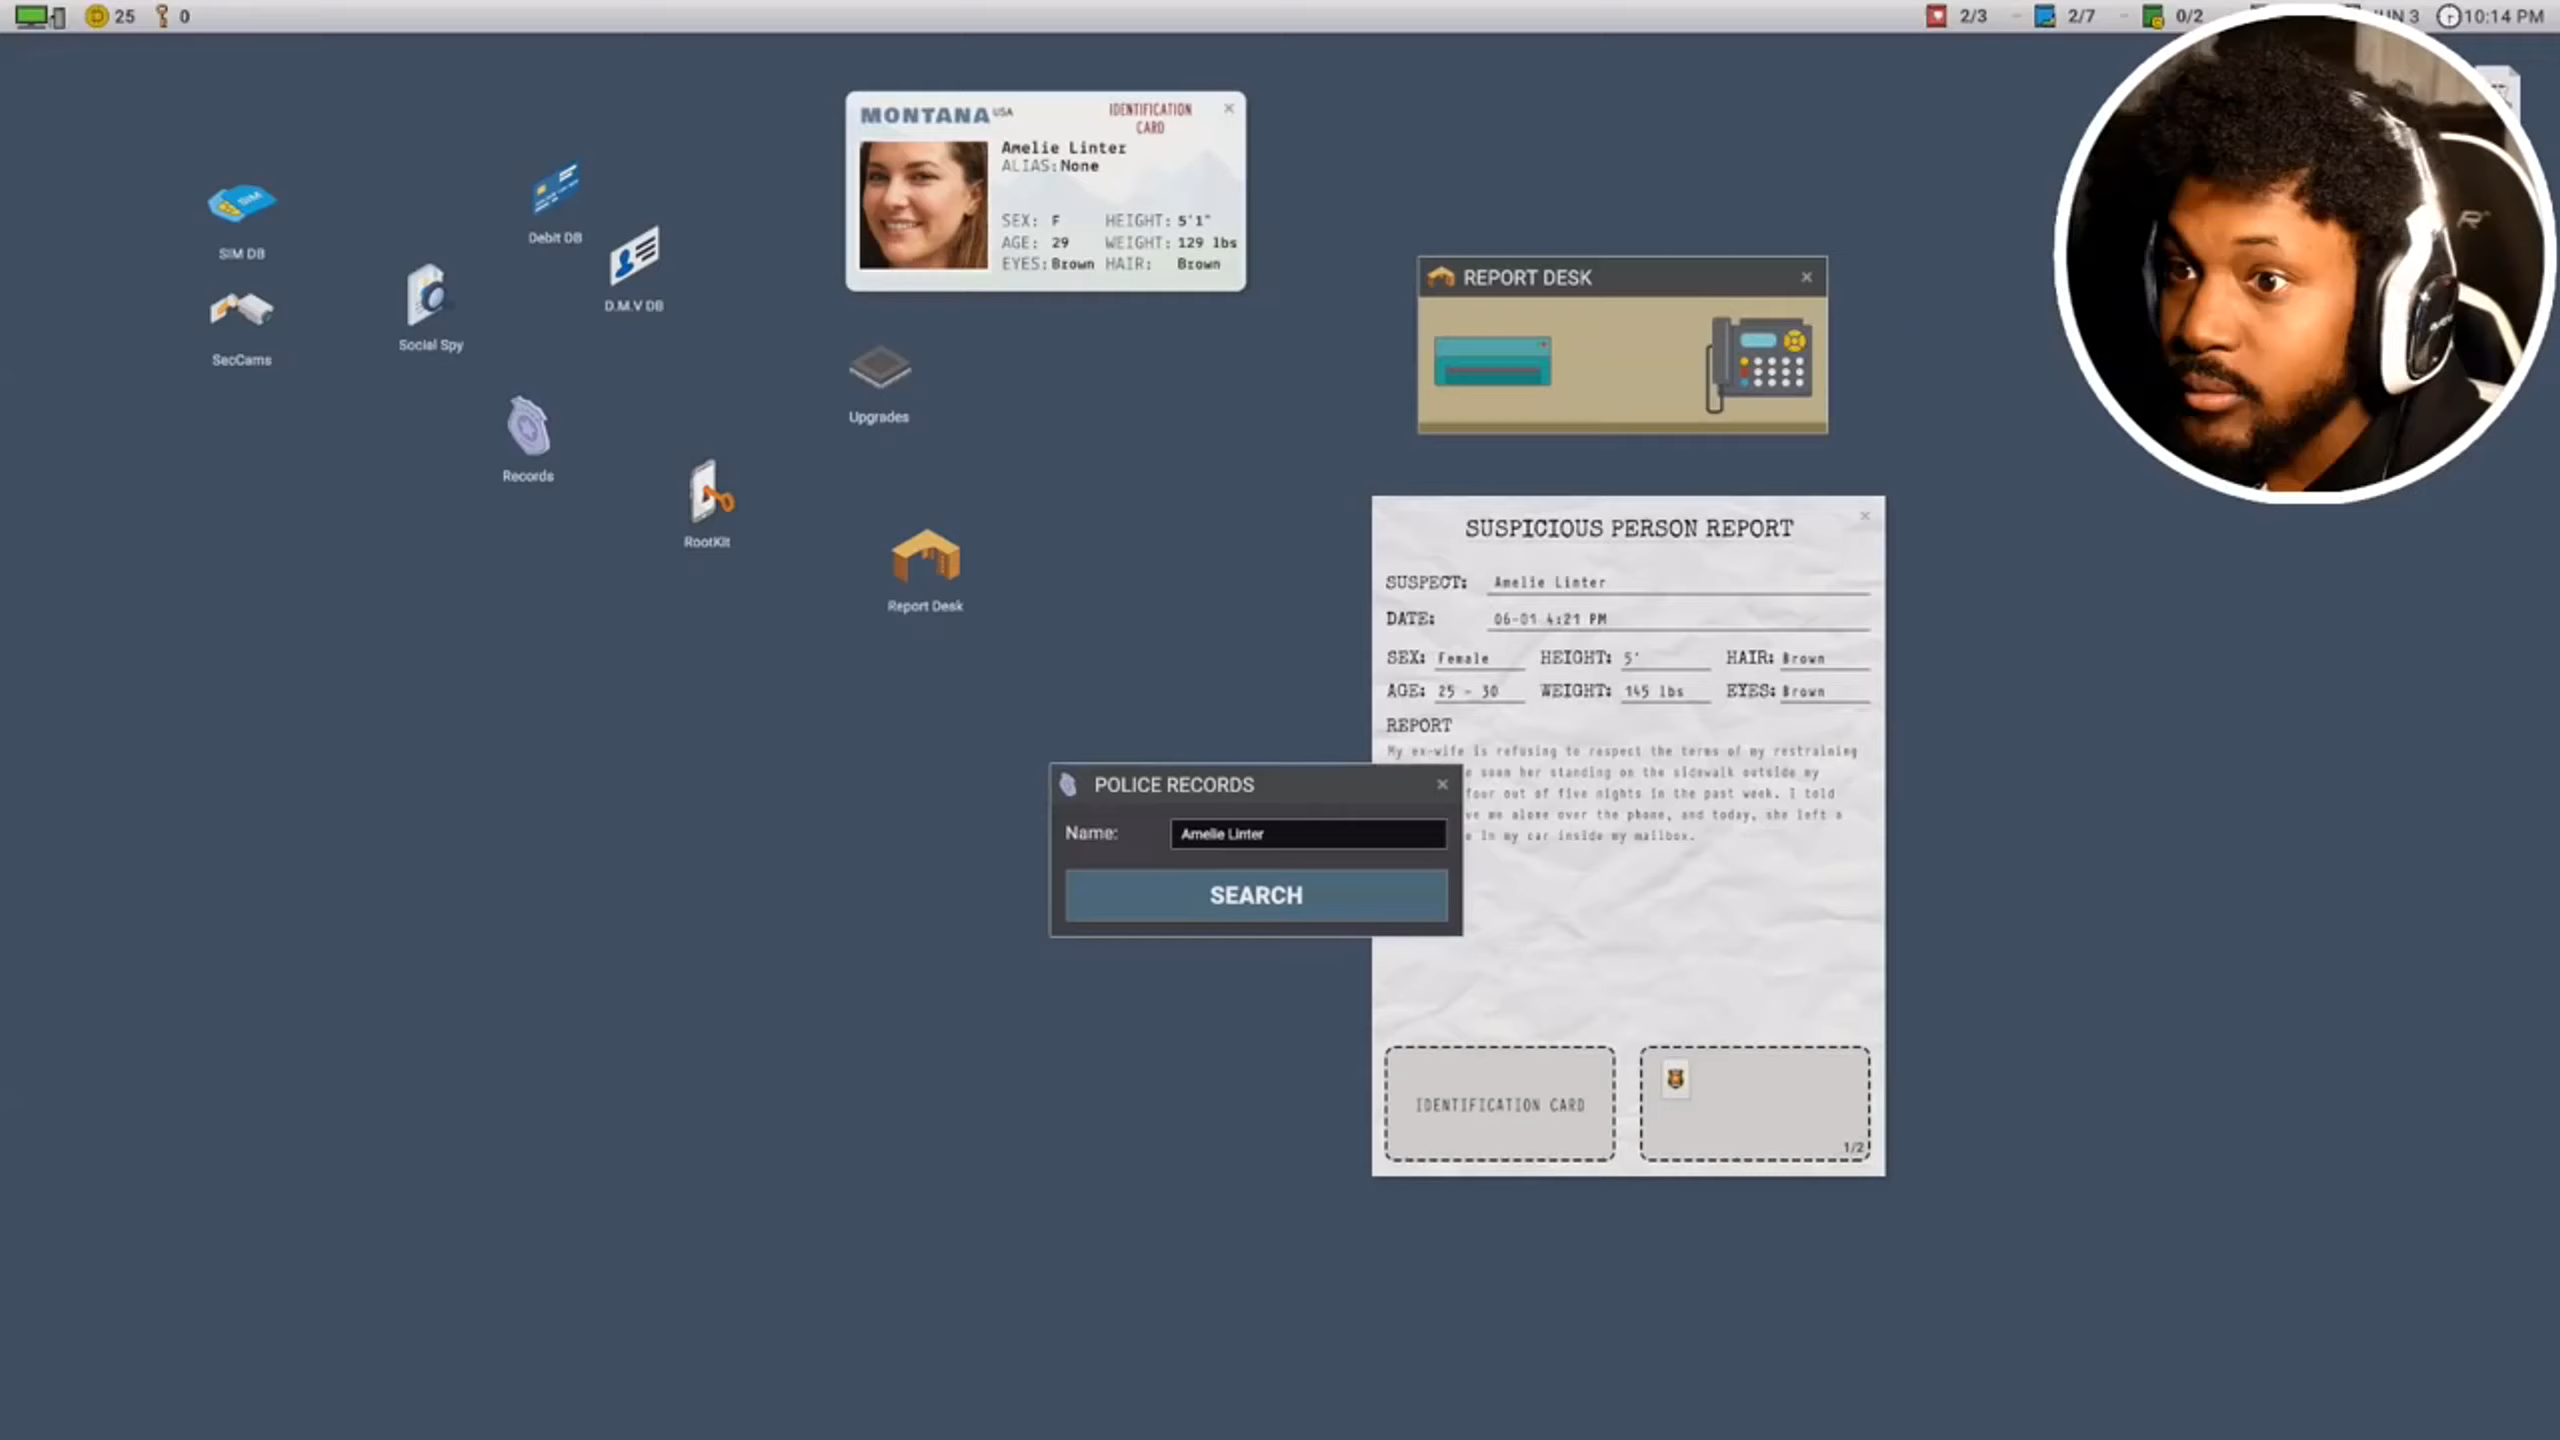 25 0
2/3 2/7 0/2 JUN 3 10:14 PM
MONTANA USA IDENTIFICATION CARD
Amelie Linter
ALIAS: None
SEX: F HEIGHT: 5'1"
AGE: 29 WEIGHT: 129 lbs
EYES: Brown HAIR: Brown
SIM
SIM DB
Debit DB
D.M.V DB
SecCams
Social Spy
Records
Upgrades
RootKit
Report Desk
REPORT DESK
SUSPICIOUS PERSON REPORT
SUSPECT: Amelie Linter
DATE: 06-01 4:21 PM
SEX: Female HEIGHT: 5' HAIR: Brown
AGE: 25 - 30 WEIGHT: 145 lbs EYES: Brown
REPORT
My ex-wife is refusing to respect the terms of my restraining
seen her standing on the sidewalk outside my
four out of five nights in the past week. I told
me alone over the phone, and today, she left a
in my car inside my mailbox.
POLICE RECORDS
Name: Amelie Linter
SEARCH
IDENTIFICATION CARD
1/2